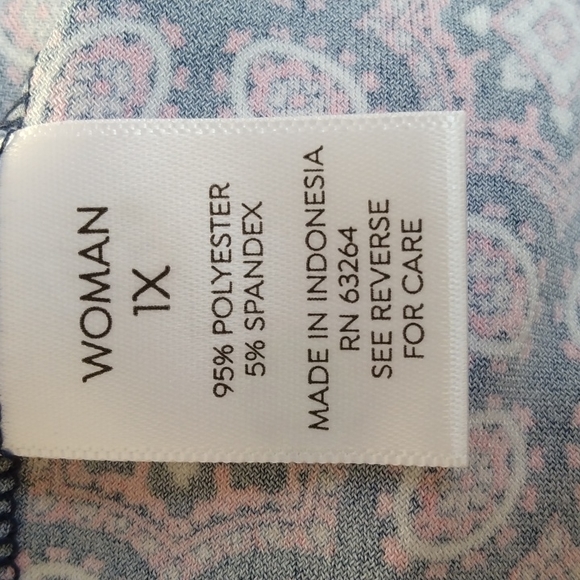 WOMAN
1X
95% POLYESTER
5% SPANDEX
MADE IN INDONESIA
RN 63264
SEE REVERSE
FOR CARE